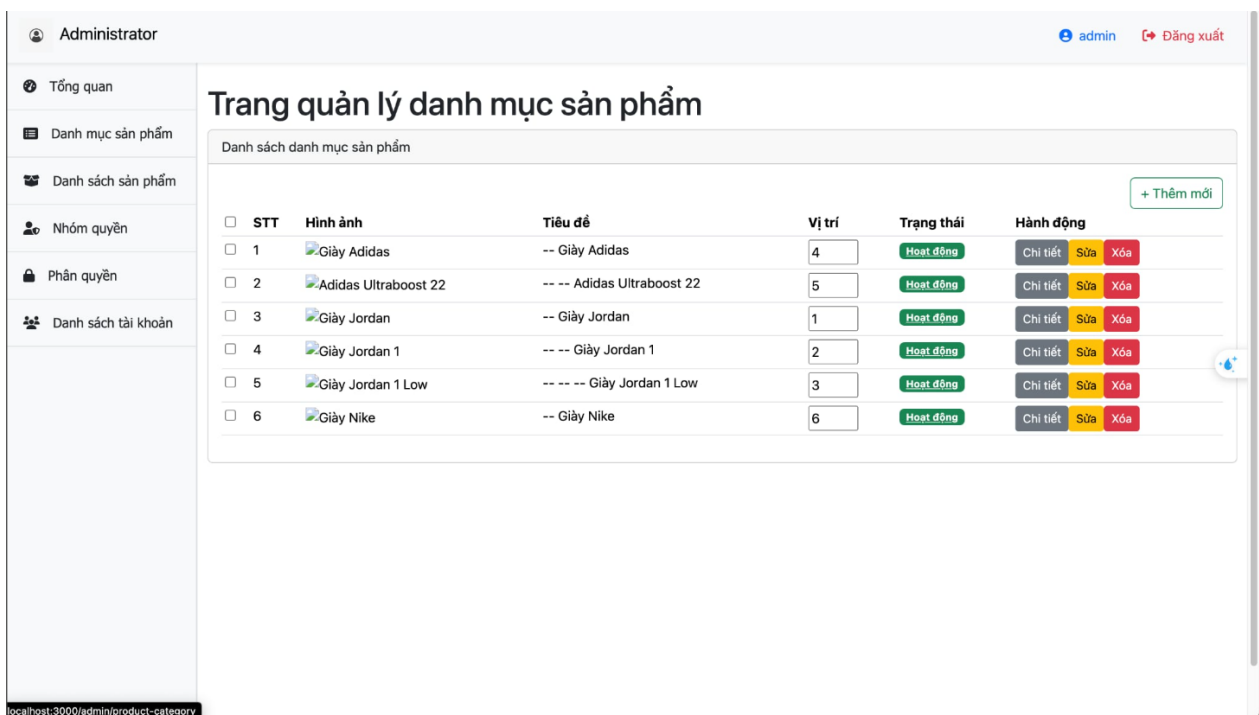 Administrator
admin
Đăng xuất
Tổng quan
Danh mục sản phẩm
Danh sách sản phẩm
Nhóm quyền
Phân quyền
Danh sách tài khoản
Trang quản lý danh mục sản phẩm
Danh sách danh mục sản phẩm
+ Thêm mới
STT Hình ảnh Tiêu đề Vị trí Trạng thái Hành động
1 Giày Adidas -- Giày Adidas 4 Hoạt động Chi tiết Sửa Xóa
2 Adidas Ultraboost 22 -- -- Adidas Ultraboost 22 5 Hoạt động Chi tiết Sửa Xóa
3 Giày Jordan -- Giày Jordan 1 Hoạt động Chi tiết Sửa Xóa
4 Giày Jordan 1 -- -- Giày Jordan 1 2 Hoạt động Chi tiết Sửa Xóa
5 Giày Jordan 1 Low -- -- -- Giày Jordan 1 Low 3 Hoạt động Chi tiết Sửa Xóa
6 Giày Nike -- Giày Nike 6 Hoạt động Chi tiết Sửa Xóa
localhost:3000/admin/product-category